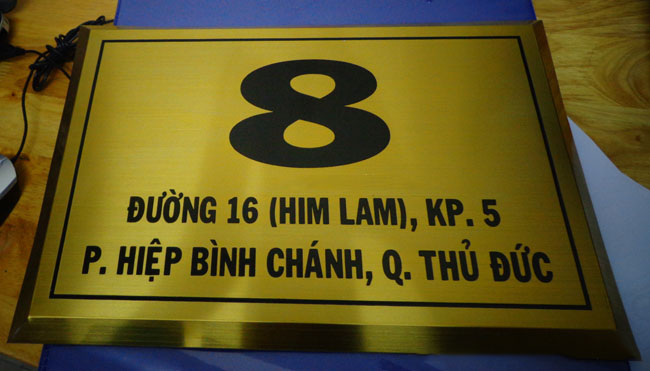 8
ĐƯỜNG 16 (HIM LAM), KP. 5
P. HIỆP BÌNH CHÁNH, Q. THỦ ĐỨC